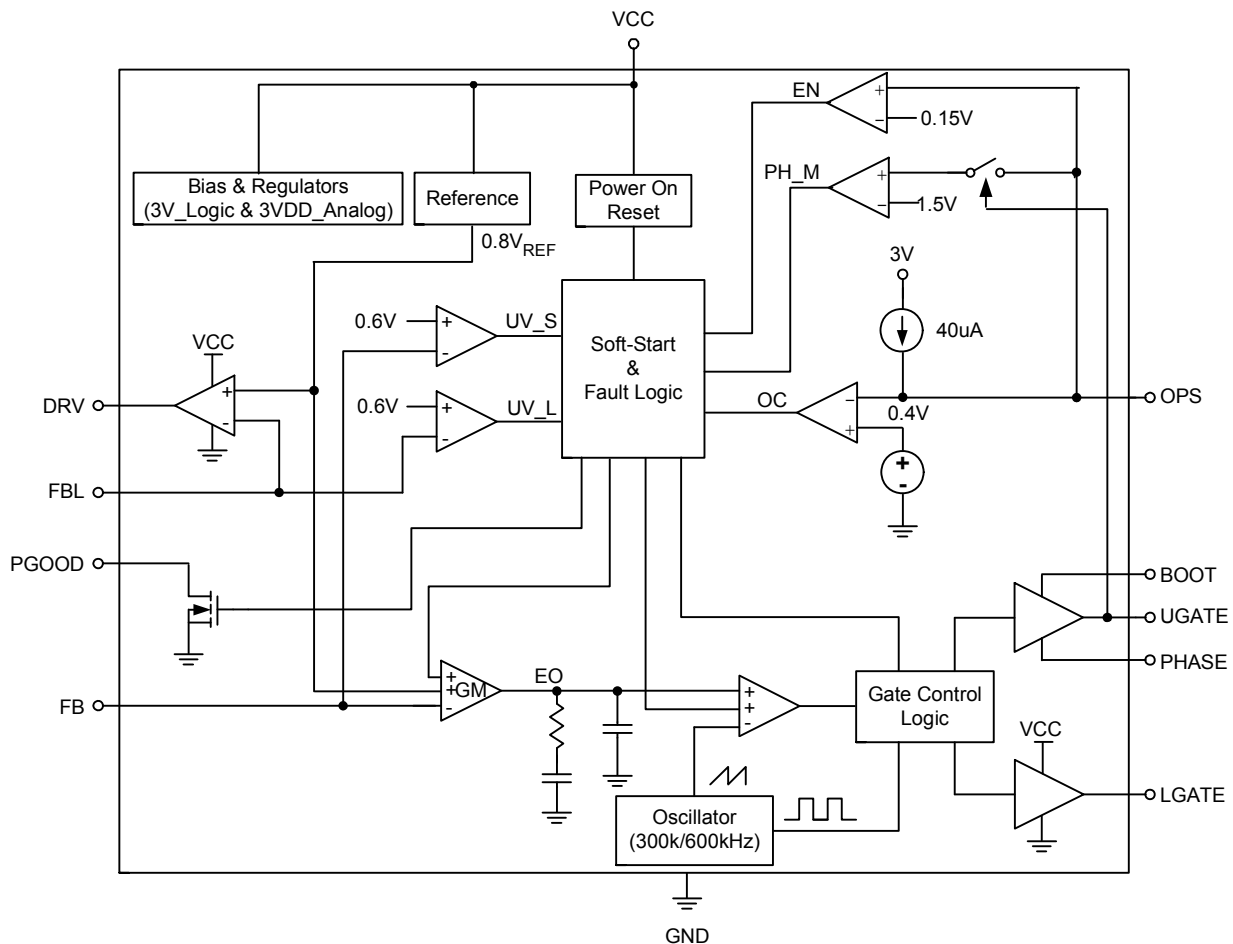 VCC
EN
+
-
0.15V
Bias & Regulators
(3V_Logic & 3VDD_Analog)
Reference
Power On
Reset
PH_M
+
-
1.5V
0.8VREF
3V
40uA
0.6V
+
-
UV_S
Soft-Start
&
Fault Logic
VCC
DRV
+
-
0.6V
+
-
UV_L
OC
-
+
0.4V
OPS
+
-
FBL
PGOOD
BOOT
UGATE
PHASE
FB
+
+
-
GM
EO
+
+
-
Gate Control
Logic
VCC
LGATE
Oscillator
(300k/600kHz)
GND